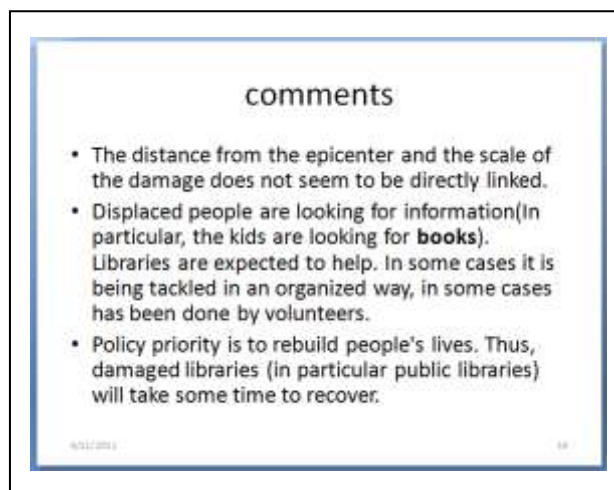 comments
• The distance from the epicenter and the scale of
the damage does not seem to be directly linked.
• Displaced people are looking for information(In
particular, the kids are looking for books).
Libraries are expected to help. In some cases it is
being tackled in an organized way, in some cases
has been done by volunteers.
• Policy priority is to rebuild people's lives. Thus,
damaged libraries (in particular public libraries)
will take some time to recover.